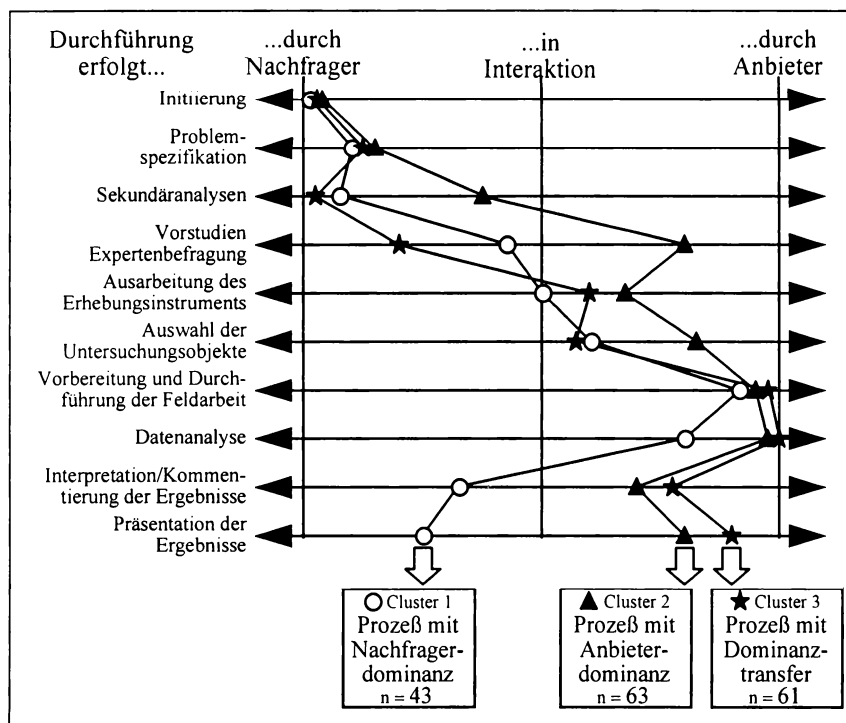 Durchführung
erfolgt...
...durch
Nachfrager
...in
Interaktion
...durch
Anbieter
Initiierung
Problem-
spezifikation
Sekundäranalysen
Vorstudien
Expertenbefragung
Ausarbeitung des
Erhebungsinstruments
Auswahl der
Untersuchungsobjekte
Vorbereitung und Durch-
führung der Feldarbeit
Datenanalyse
Interpretation/Kommen-
tierung der Ergebnisse
Präsentation der
Ergebnisse
Cluster 1
Prozeß mit
Nachfrager-
dominanz
n = 43
Cluster 2
Prozeß mit
Anbieter-
dominanz
n = 63
Cluster 3
Prozeß mit
Dominanz-
transfer
n = 61